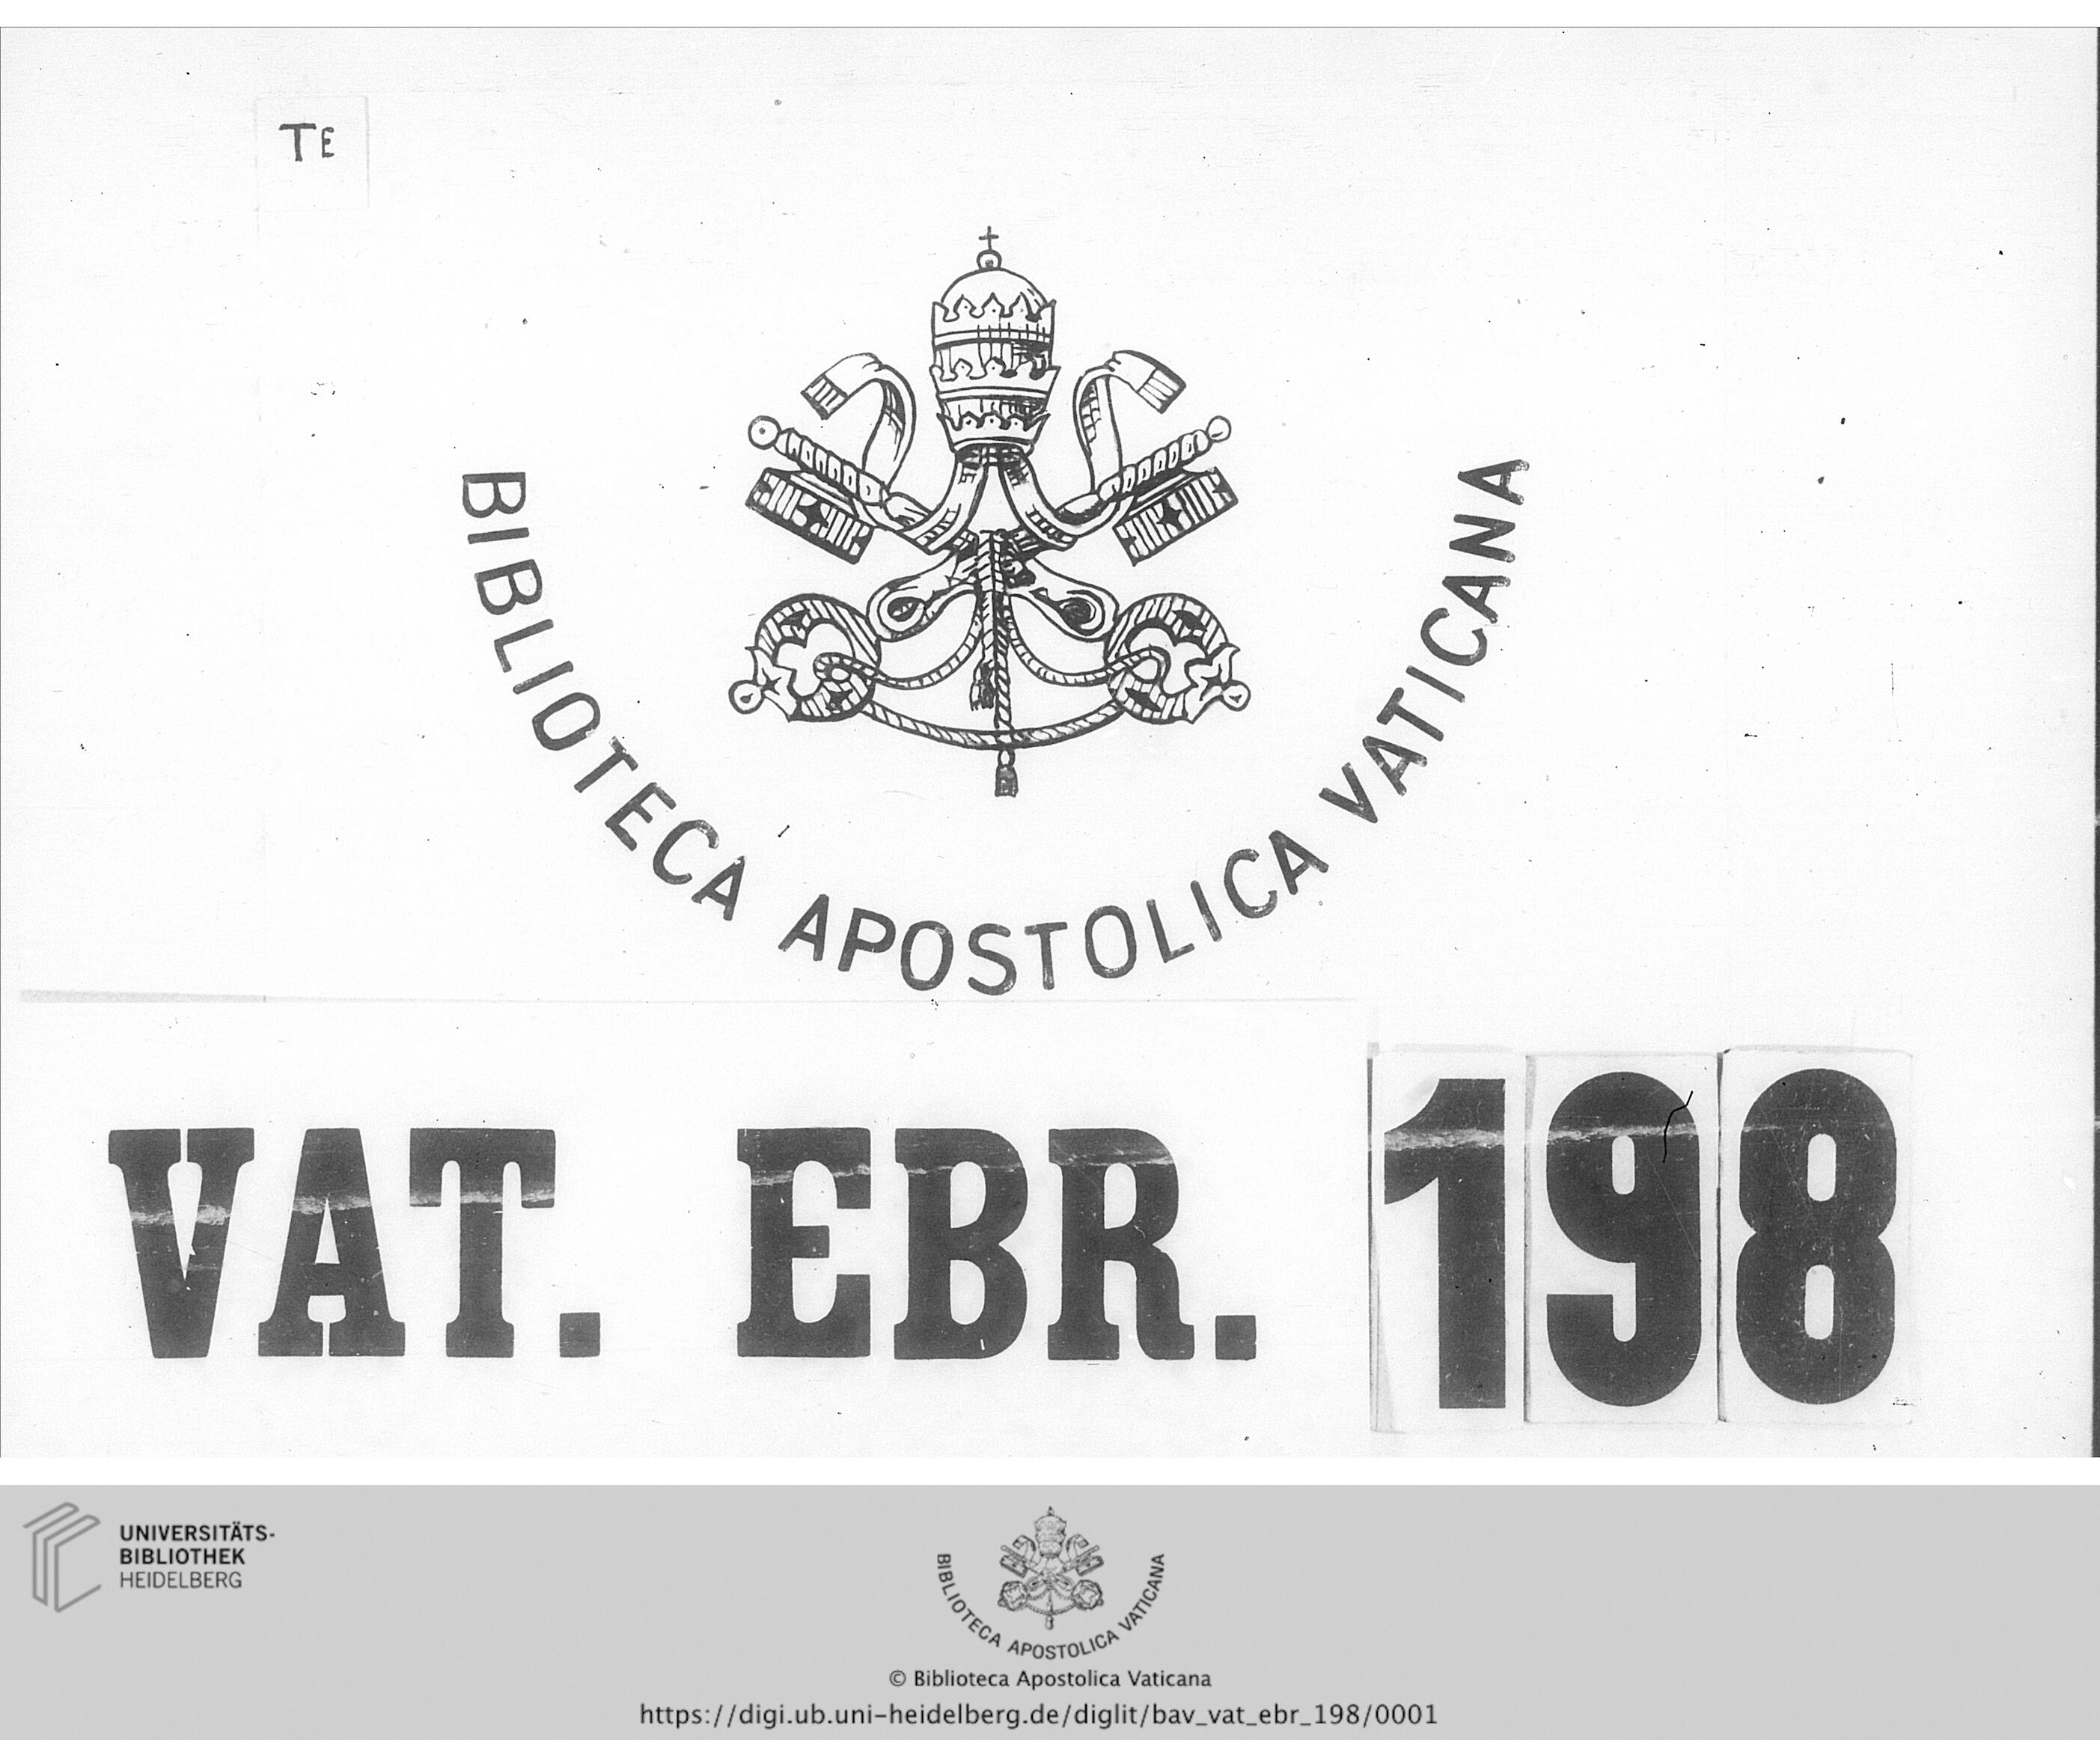 TE
BIBLIOTECA APOSTOLICA VATICANA
VAT. EBR. 198
UNIVERSITÄTS-
BIBLIOTHEK
HEIDELBERG
BIBLIOTECA APOSTOLICA VATICANA
© Biblioteca Apostolica Vaticana
https://digi.ub.uni-heidelberg.de/diglit/bav_vat_ebr_198/0001